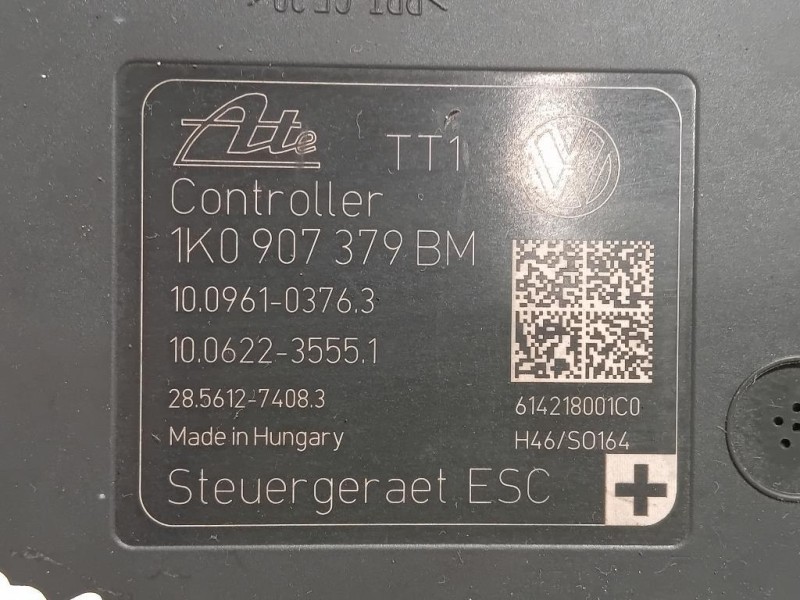 Ate TT1
Controller
1K0 907 379 BM
10.0961-0376.3
10.0622-3555.1
28.5612-7408.3
614218001C0
Made in Hungary
H46/SO164
Steuergeraet ESC